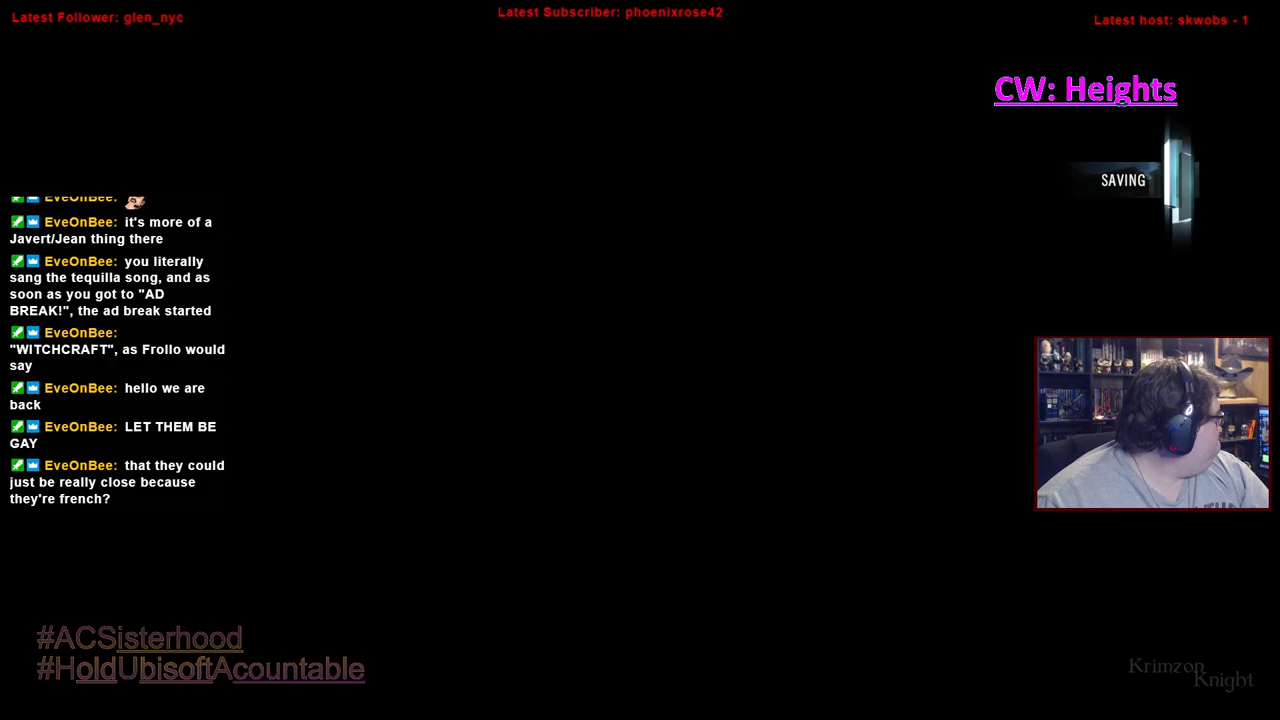 Latest Follower: glen_nyc
Latest Subscriber: phoenixrose42
Latest host: skwobs - 1
CW: Heights
SAVING
EveOnBee:
EveOnBee: it's more of a
Javert/Jean thing there
EveOnBee: you literally
sang the tequilla song, and as
soon as you got to "AD
BREAK!", the ad break started
EveOnBee:
"WITCHCRAFT", as Frollo would
say
EveOnBee: hello we are
back
EveOnBee: LET THEM BE
GAY
EveOnBee: that they could
just be really close because
they're french?
#ACSisterhood
#HoldUbisoftAcountable
Krimzon
Knight